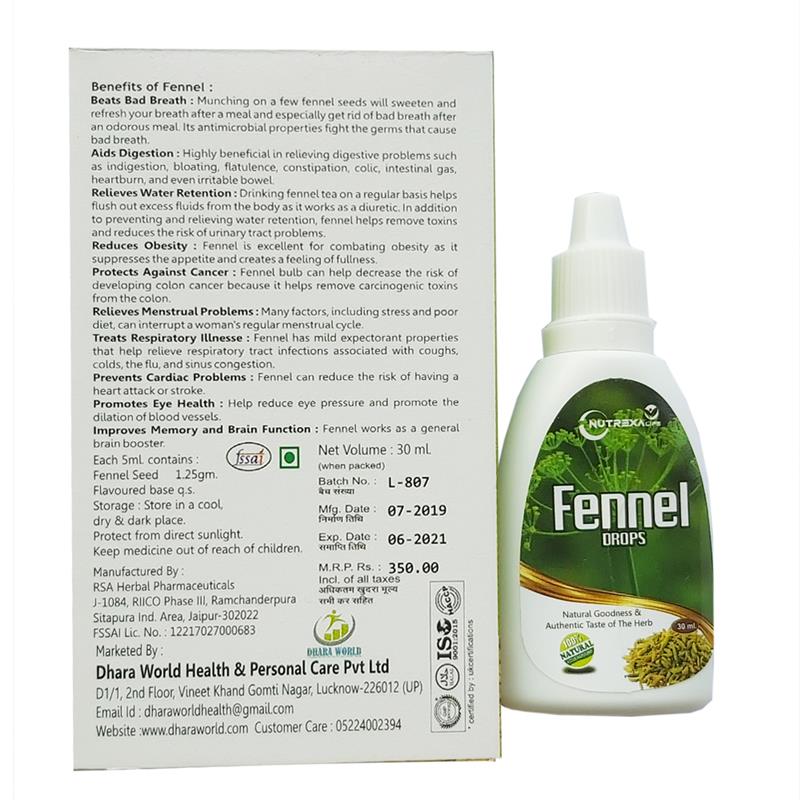 Benefits of Fennel :
Beats Bad Breath : Munching on a few fennel seeds will sweeten and
refresh your breath after a meal and especially get rid of bad breath after
an odorous meal. Its antimicrobial properties fight the germs that cause
bad breath.
Aids Digestion : Highly beneficial in relieving digestive problems such
as indigestion, bloating, flatulence, constipation, colic, intestinal gas,
heartburn, and even irritable bowel.
Relieves Water Retention : Drinking fennel tea on a regular basis helps
flush out excess fluids from the body as it works as a diuretic. In addition
to preventing and relieving water retention, fennel helps remove toxins
and reduces the risk of urinary tract problems.
Reduces Obesity : Fennel is excellent for combating obesity as it
suppresses the appetite and creates a feeling of fullness.
Protects Against Cancer : Fennel bulb can help decrease the risk of
developing colon cancer because it helps remove carcinogenic toxins
from the colon.
Relieves Menstrual Problems : Many factors, including stress and poor
diet, can interrupt a woman's regular menstrual cycle.
Treats Respiratory Illnesse : Fennel has mild expectorant properties
that help relieve respiratory tract infections associated with coughs,
colds, the flu, and sinus congestion.
Prevents Cardiac Problems : Fennel can reduce the risk of having a
heart attack or stroke.
Promotes Eye Health : Help reduce eye pressure and promote the
dilation of blood vessels.
Improves Memory and Brain Function : Fennel works as a general
brain booster.
Each 5ml. contains :
Fennel Seed 1.25gm.
Flavoured base q.s.
Storage : Store in a cool,
dry & dark place.
Protect from direct sunlight.
Keep medicine out of reach of children.
fssai
Net Volume : 30 ml.
(when packed)
Batch No. : L-807
बैच संख्या
Mfg. Date : 07-2019
निर्माण तिथि
Exp. Date : 06-2021
समाप्ति तिथि
M.R.P. Rs : 350.00
Incl. of all taxes
अधिकतम खुदरा मूल्य
सभी कर सहित
Manufactured By :
RSA Herbal Pharmaceuticals
J-1084, RIICO Phase III, Ramchanderpura
Sitapura Ind. Area, Jaipur-302022
FSSAI Lic. No. : 12217027000683
Marketed By :
DHARA WORLD
Dhara World Health & Personal Care Pvt Ltd
D1/1, 2nd Floor, Vineet Khand Gomti Nagar, Lucknow-226012 (UP)
Email Id : dharaworldhealth@gmail.com
Website :www.dharaworld.com Customer Care : 05224002394
HACCP
ISO
9001:2015
HALAL
* certified by : ukcertifications
NUTREXA LIFE
Fennel
DROPS
Natural Goodness &
Authentic Taste of The Herb
30 ml.
100%
NATURAL